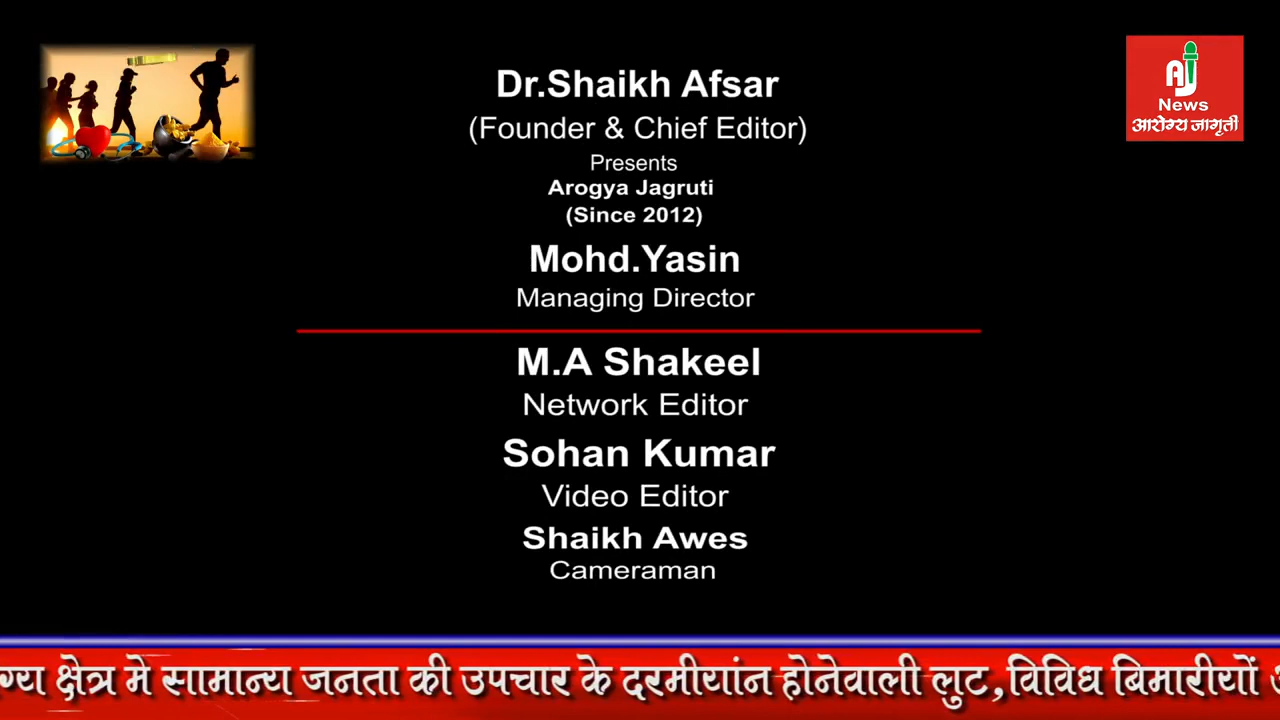 Dr.Shaikh Afsar
(Founder & Chief Editor)
Presents
Arogya Jagruti
(Since 2012)
Mohd.Yasin
Managing Director
M.A Shakeel
Network Editor
Sohan Kumar
Video Editor
Shaikh Awes
Cameraman
AJ
News
आरोग्य जागृती
क्षेत्र मे सामान्य जनता की उपचार के दरमीयांन होनेवाली लुट,विविध बिमारीयों